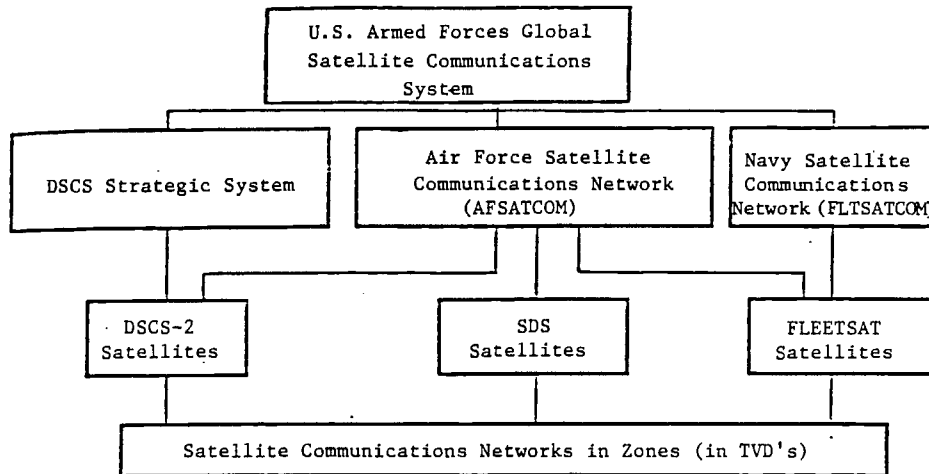 U.S. Armed Forces Global
Satellite Communications
System
DSCS Strategic System
Air Force Satellite
Communications Network
(AFSATCOM)
Navy Satellite
Communications
Network (FLTSATCOM)
DSCS-2
Satellites
SDS
Satellites
FLEETSAT
Satellites
Satellite Communications Networks in Zones (in TVD's)